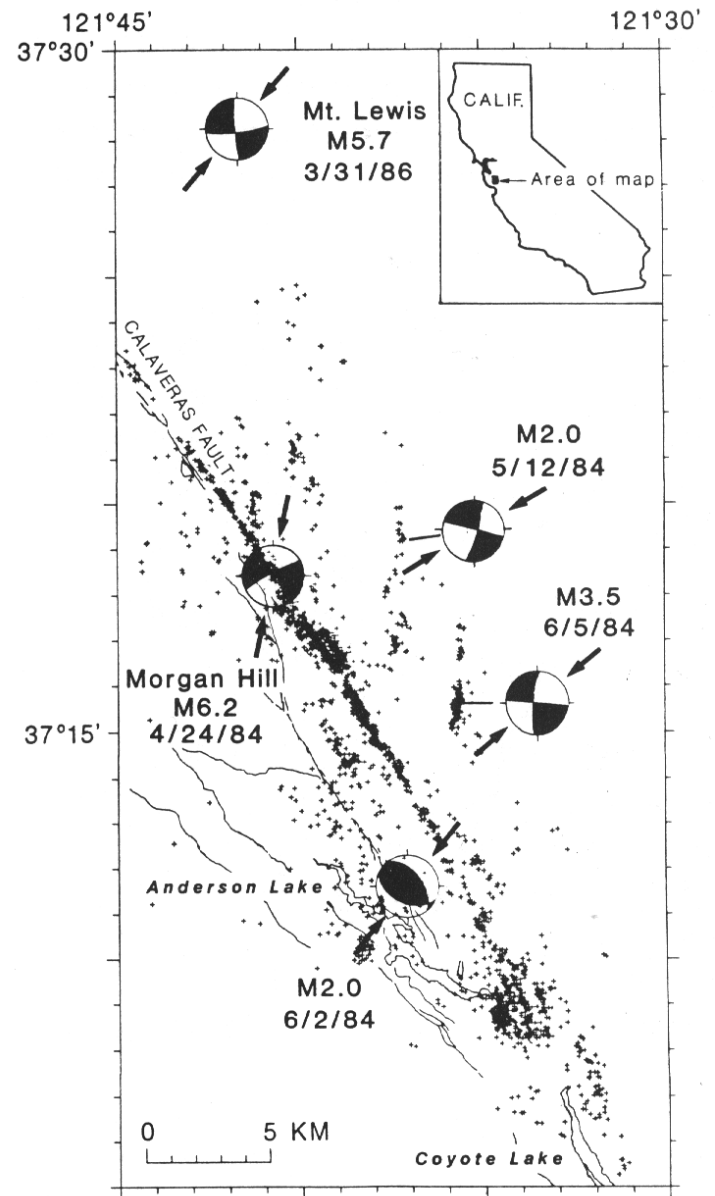 121°45'
121°30'
37°30'
CALIF.
Area of map
Mt. Lewis
M5.7
3/31/86
CALAVERAS FAULT
M2.0
5/12/84
M3.5
6/5/84
Morgan Hill
M6.2
4/24/84
37°15'
Anderson Lake
M2.0
6/2/84
0 5 KM
Coyote Lake